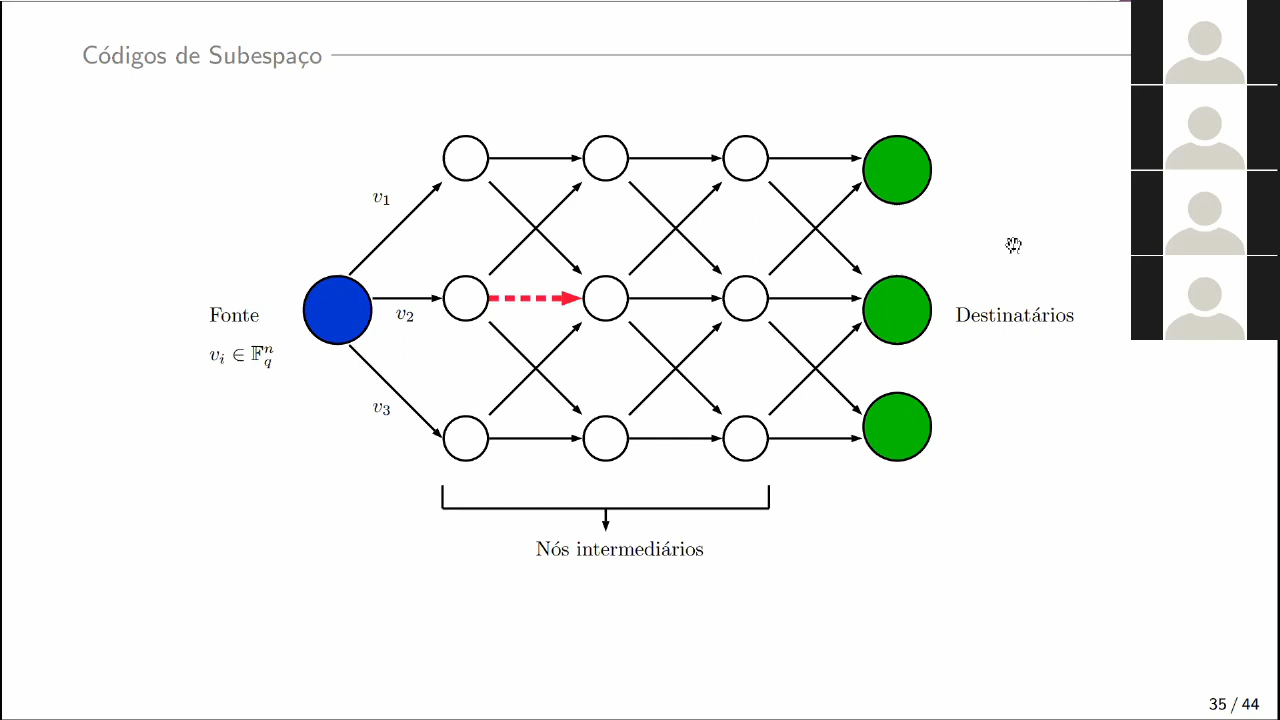 Códigos de Subespaço
v₁
Fonte
v₂
Destinatários
vᵢ ∈ 𝔽_q^n
v₃
Nós intermediários
35 / 44